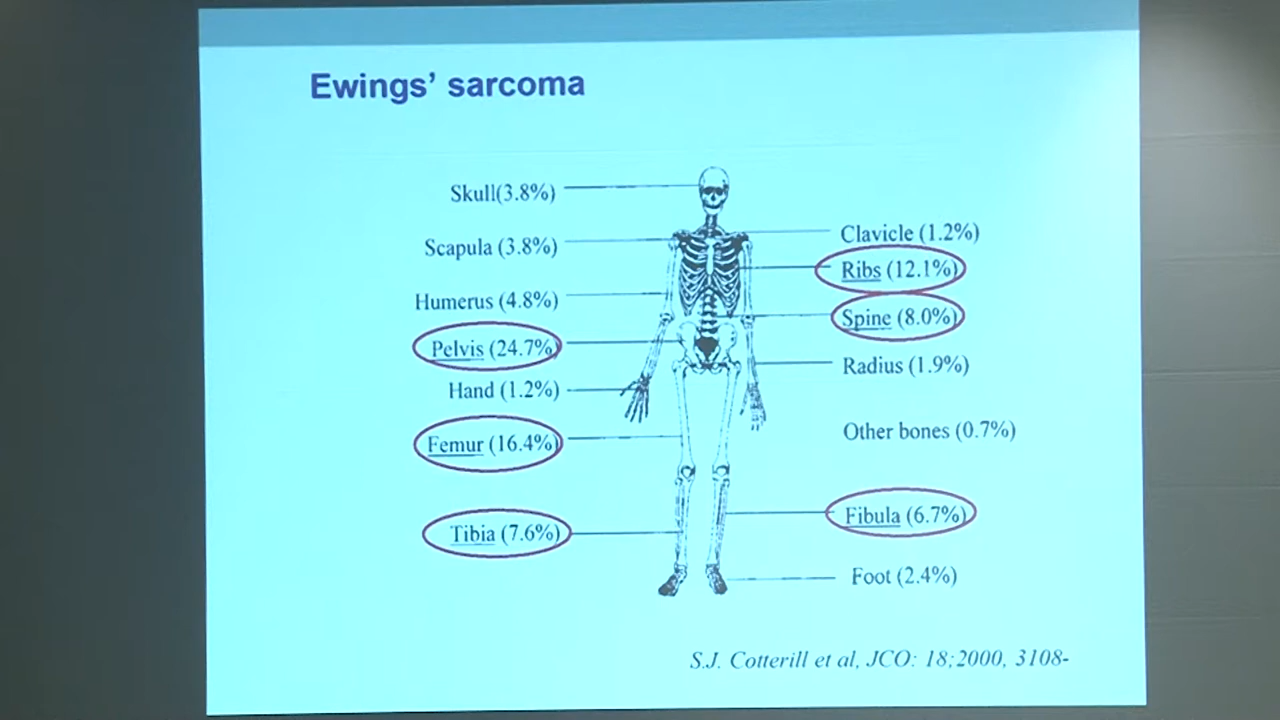 Ewings’ sarcoma
Skull(3.8%)
Scapula (3.8%)
Humerus (4.8%)
Pelvis (24.7%)
Hand (1.2%)
Femur (16.4%)
Tibia (7.6%)
Clavicle (1.2%)
Ribs (12.1%)
Spine (8.0%)
Radius (1.9%)
Other bones (0.7%)
Fibula (6.7%)
Foot (2.4%)
S.J. Cotterill et al, JCO: 18;2000, 3108-